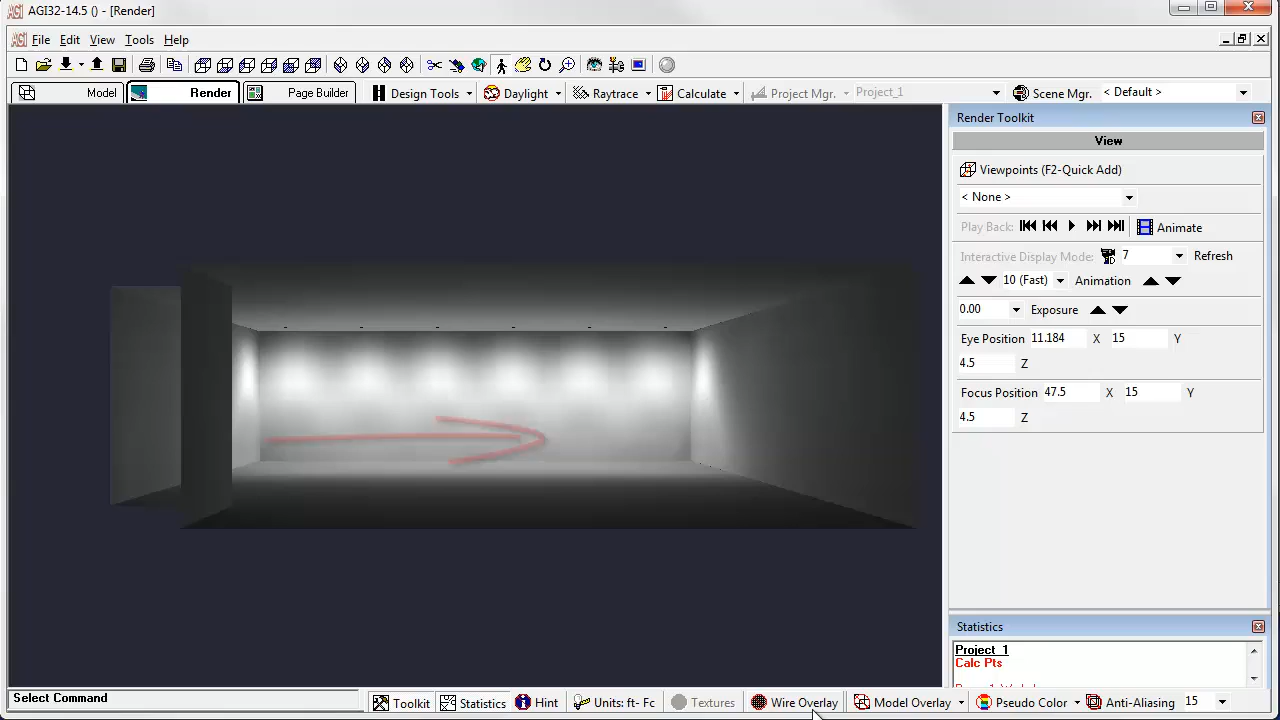 AGI32-14.5 () - [Render]
File Edit View Tools Help
Model Render Page Builder Design Tools Daylight Raytrace Calculate Project Mgr. Project_1 Scene Mgr. < Default >
Render Toolkit
View
Viewpoints (F2-Quick Add)
< None >
Play Back: Animate
Interactive Display Mode: 7 Refresh
10 (Fast) Animation
0.00 Exposure
Eye Position 11.184 X 15 Y
4.5 Z
Focus Position 47.5 X 15 Y
4.5 Z
Statistics
Project_1
Calc Pts
Select Command
Toolkit Statistics Hint Units: ft- Fc Textures Wire Overlay Model Overlay Pseudo Color Anti-Aliasing 15